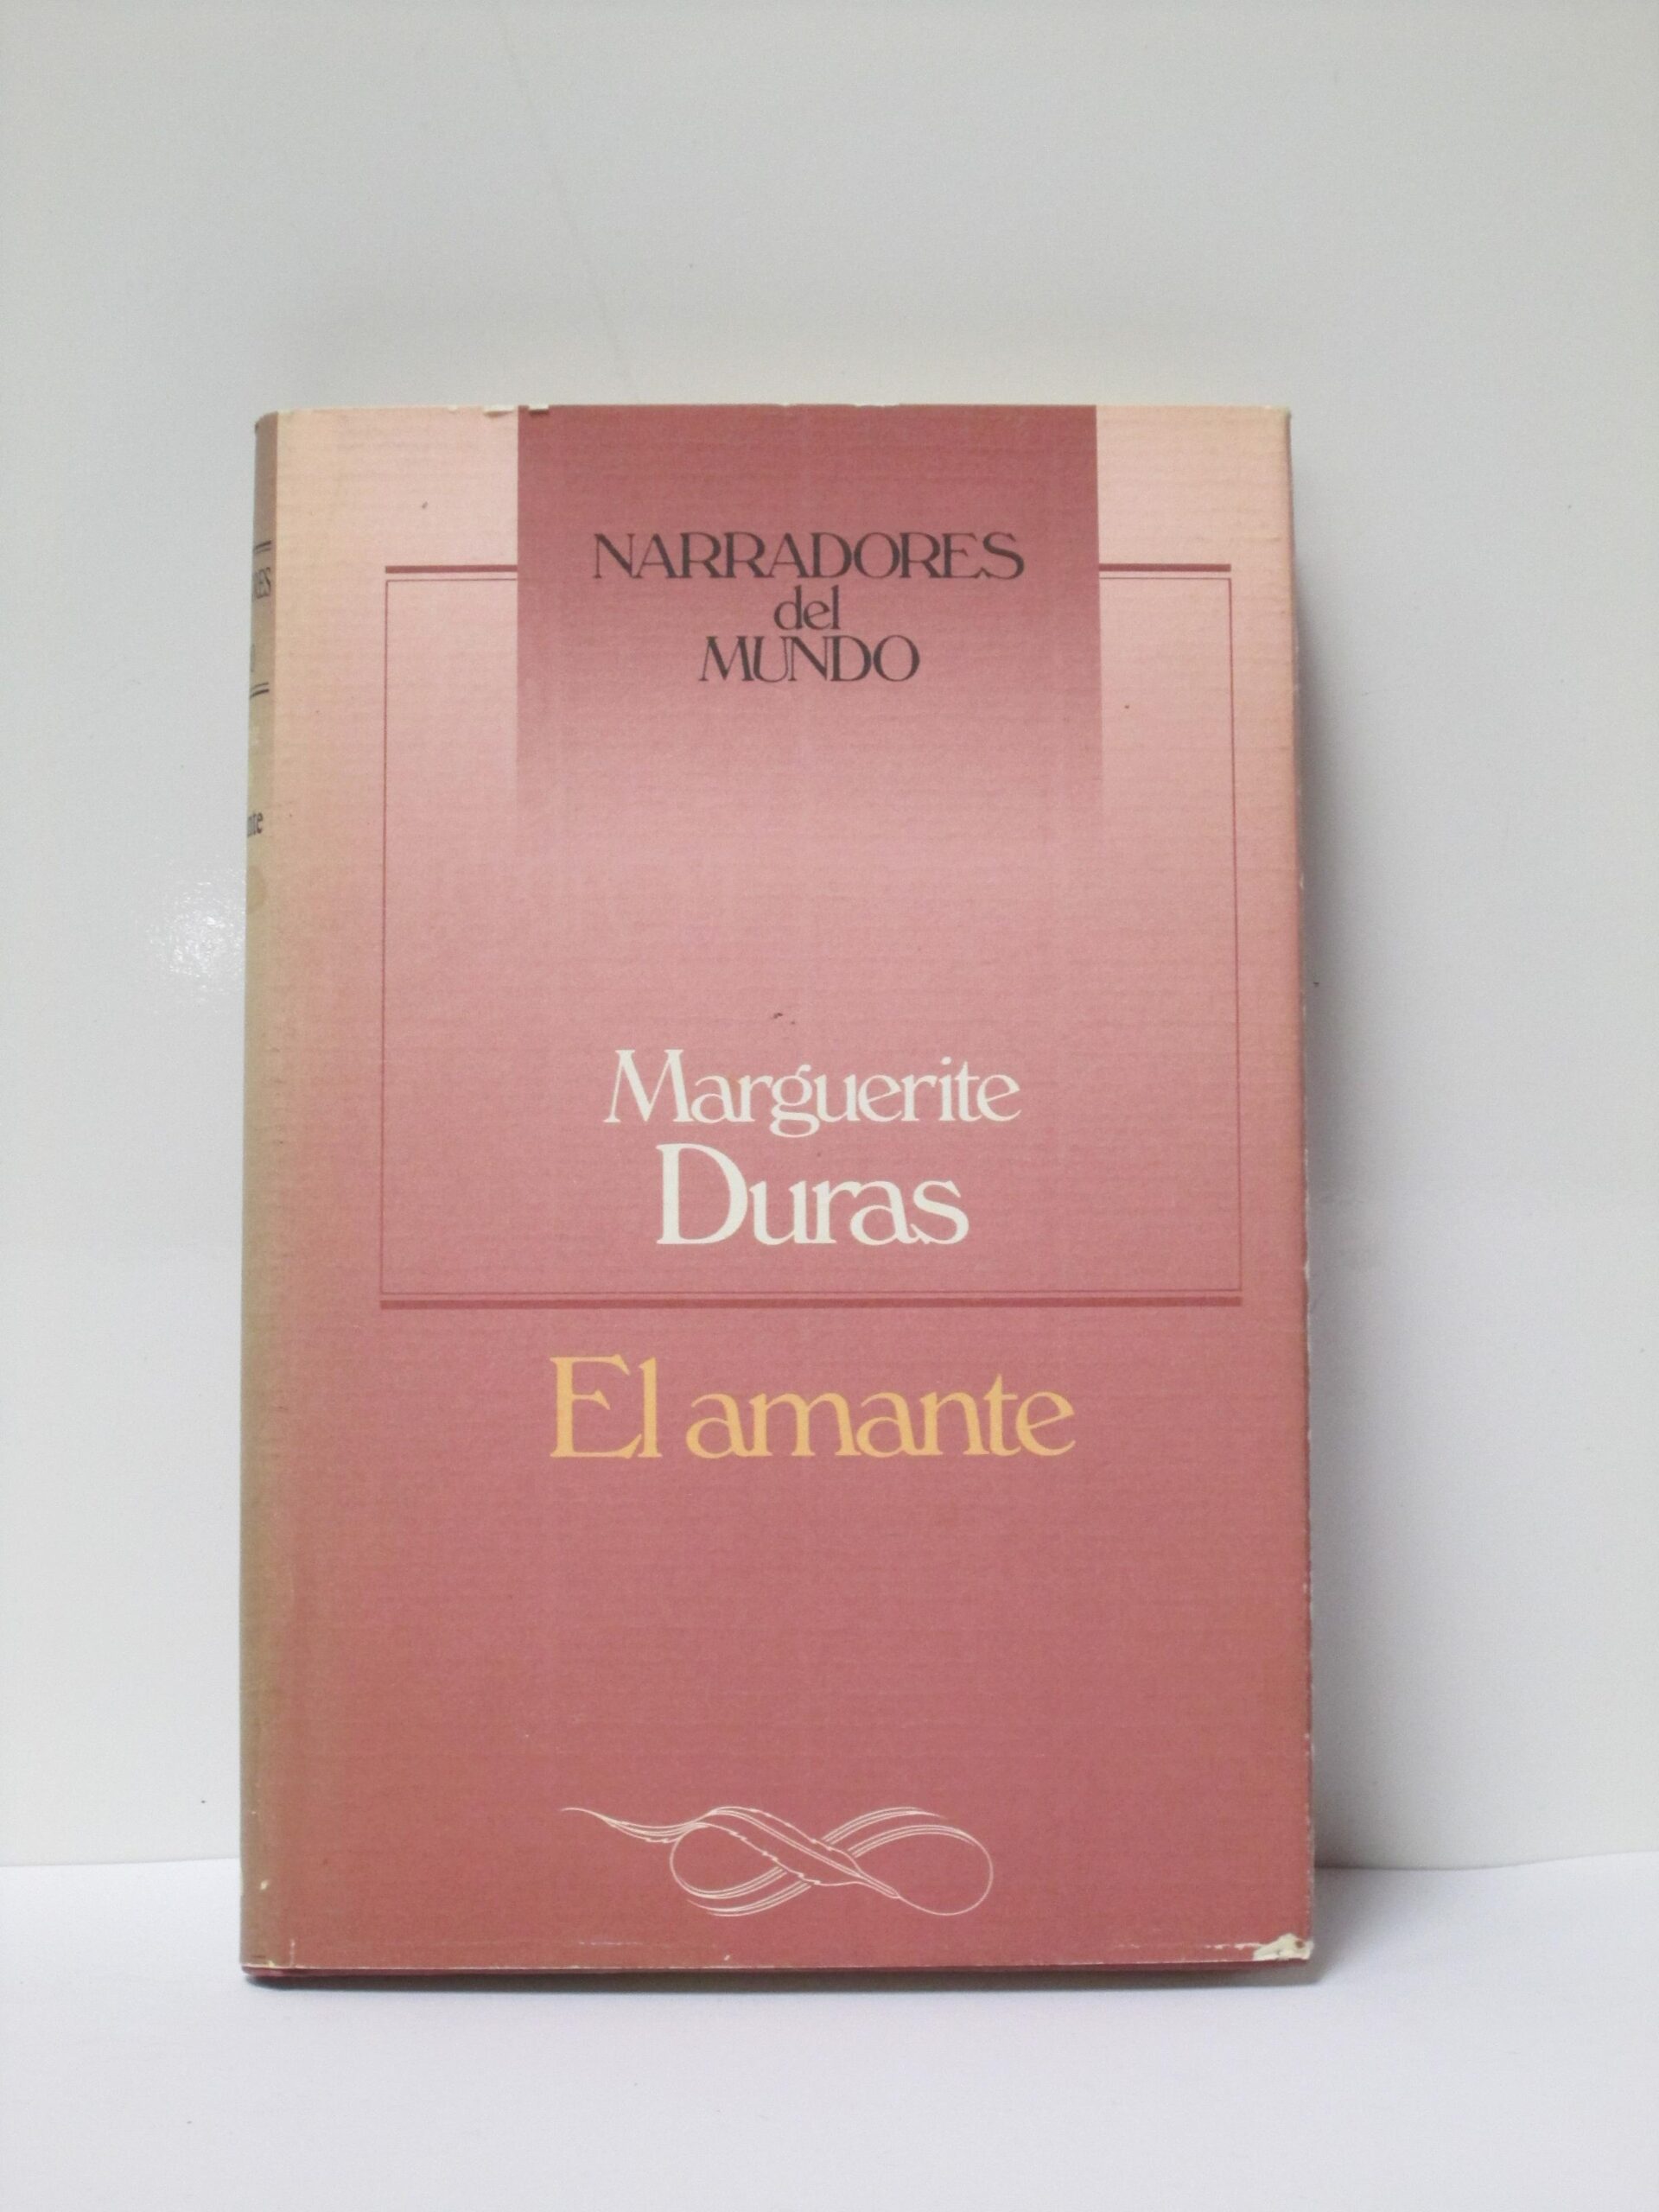 NARRADORES
del
MUNDO
Marguerite
Duras
El amante